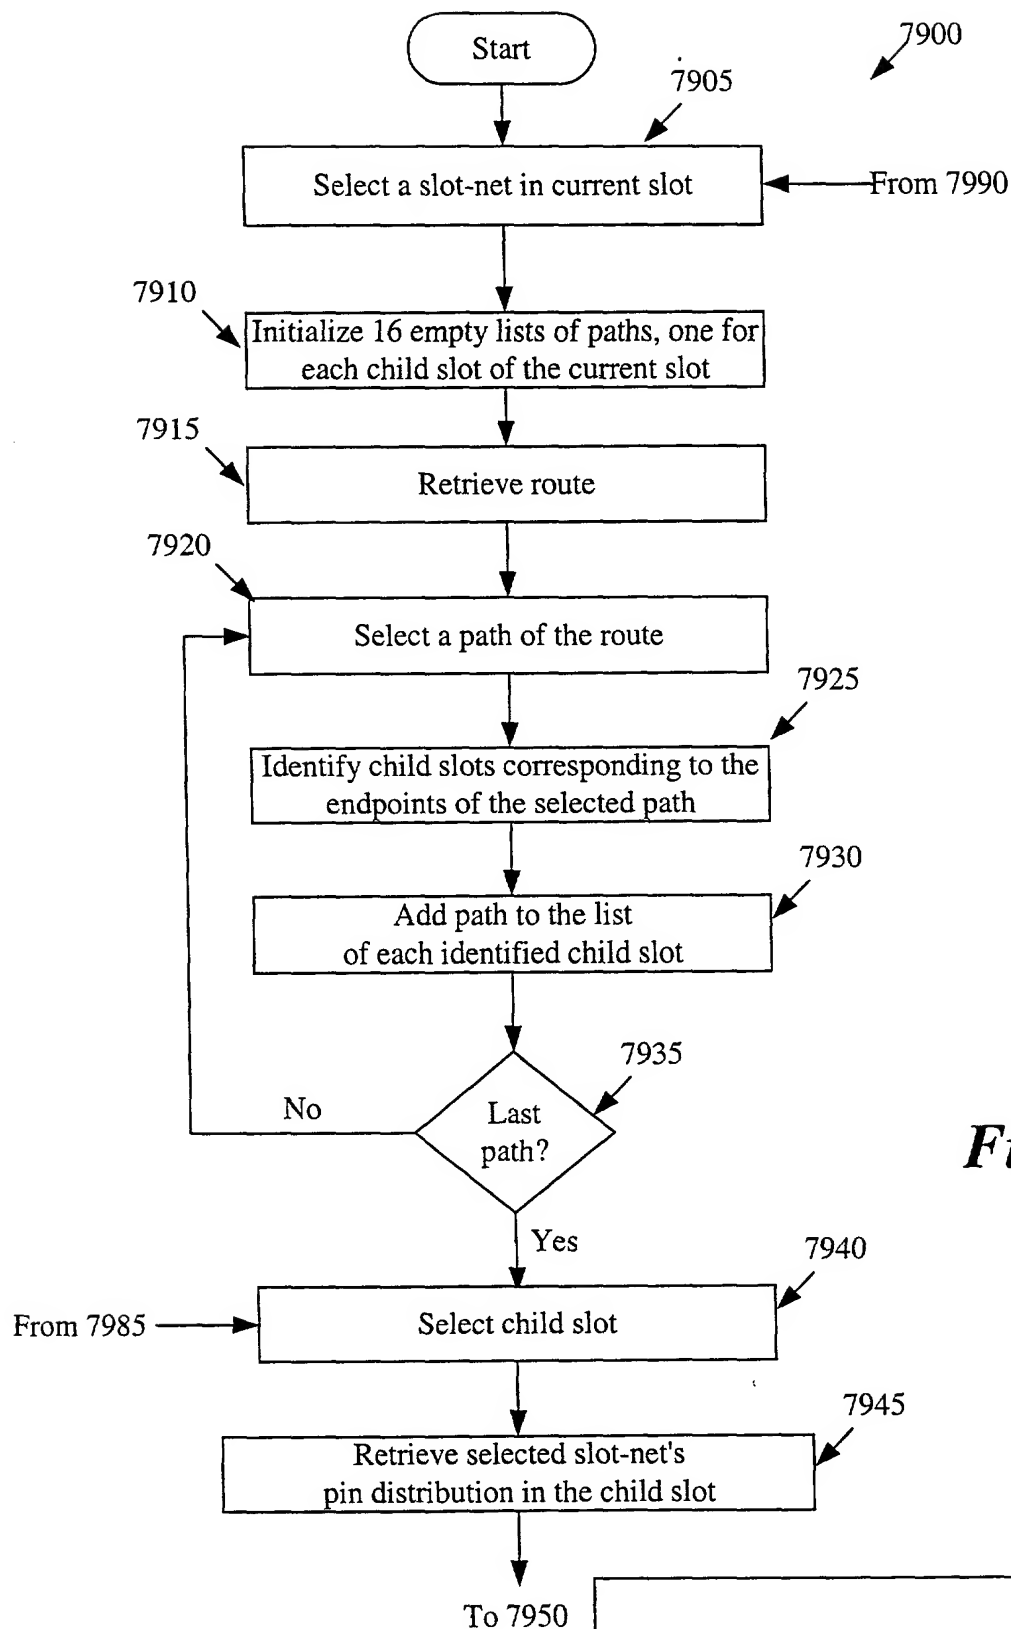 Start
7900
7905
Select a slot-net in current slot
From 7990
7910
Initialize 16 empty lists of paths, one for
each child slot of the current slot
7915
Retrieve route
7920
Select a path of the route
7925
Identify child slots corresponding to the
endpoints of the selected path
7930
Add path to the list
of each identified child slot
7935
Last
path?
No
Yes
7940
From 7985
Select child slot
7945
Retrieve selected slot-net's
pin distribution in the child slot
To 7950